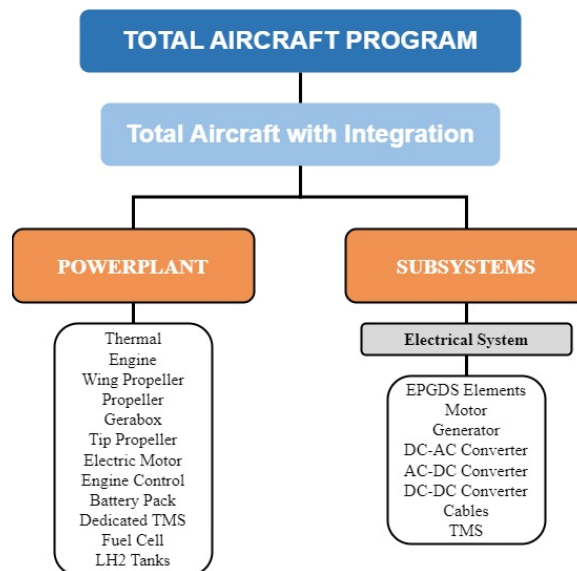 TOTAL AIRCRAFT PROGRAM
Total Aircraft with Integration
POWERPLANT
Thermal
Engine
Wing Propeller
Propeller
Gerabox
Tip Propeller
Electric Motor
Engine Control
Battery Pack
Dedicated TMS
Fuel Cell
LH2 Tanks
SUBSYSTEMS
Electrical System
EPGDS Elements
Motor
Generator
DC-AC Converter
AC-DC Converter
DC-DC Converter
Cables
TMS